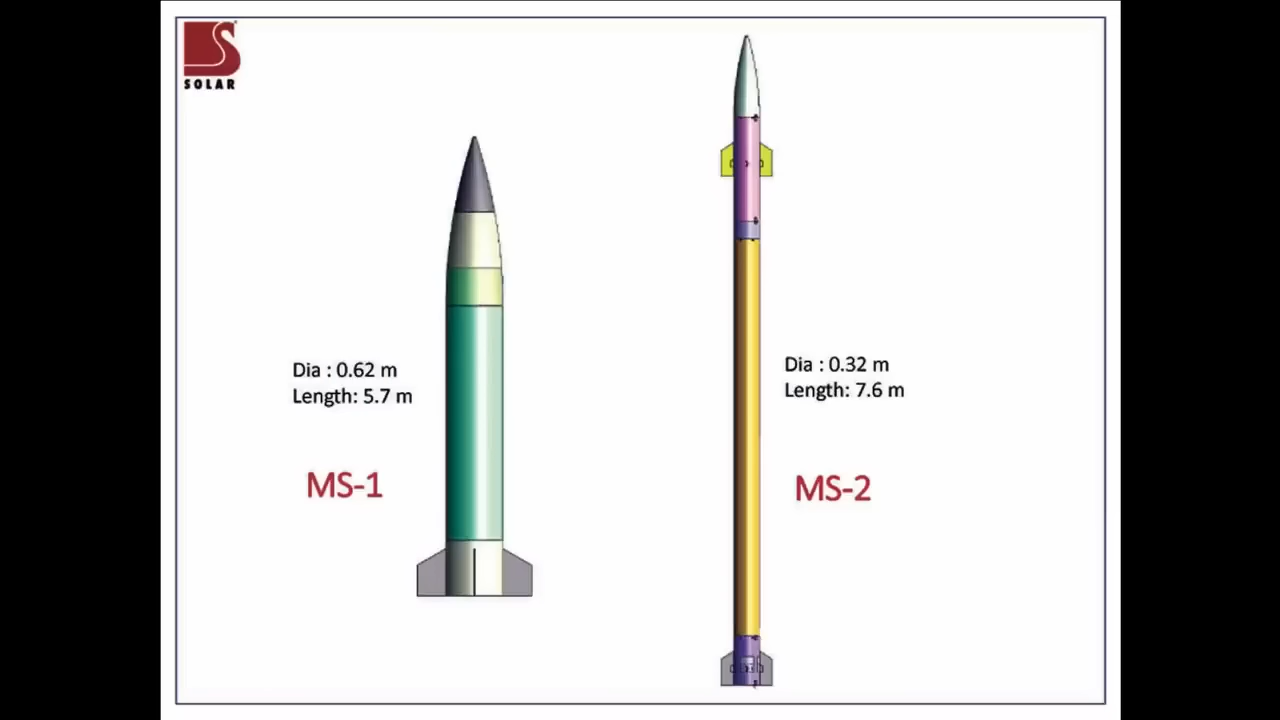 SOLAR
Dia : 0.62 m
Length: 5.7 m
MS-1
Dia : 0.32 m
Length: 7.6 m
MS-2